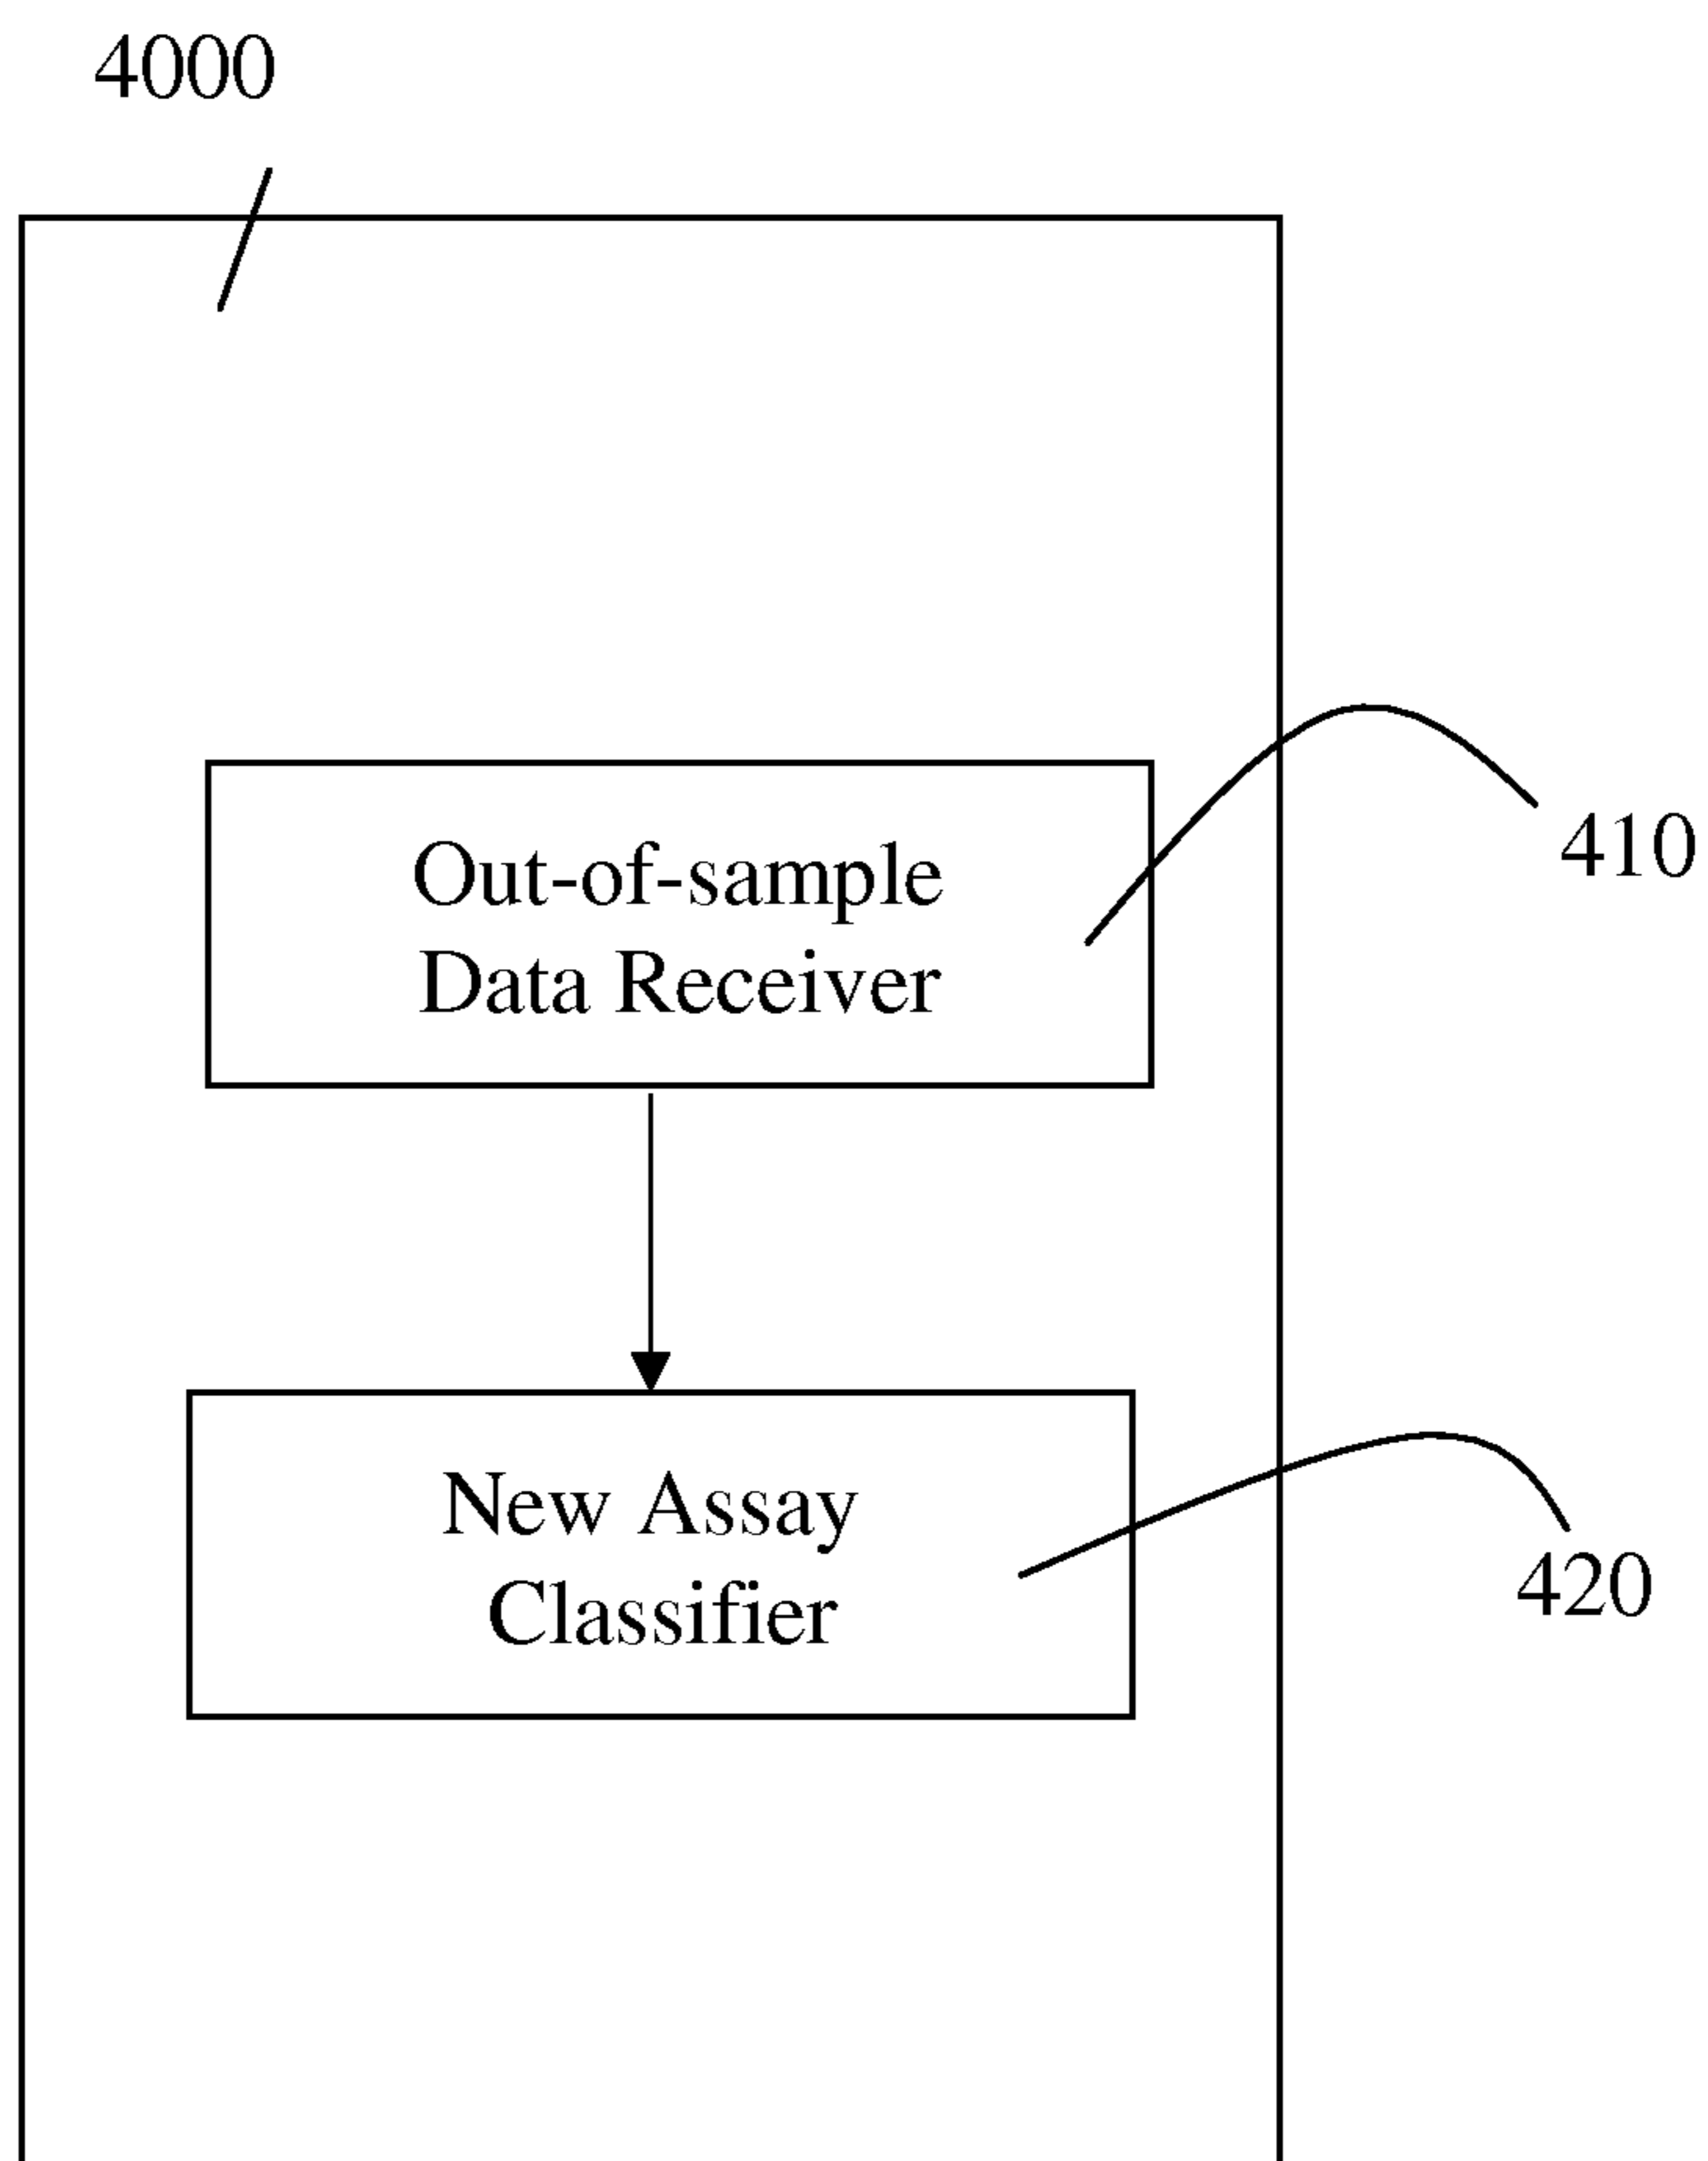 4000
Out-of-sample
Data Receiver
410
New Assay
Classifier
420